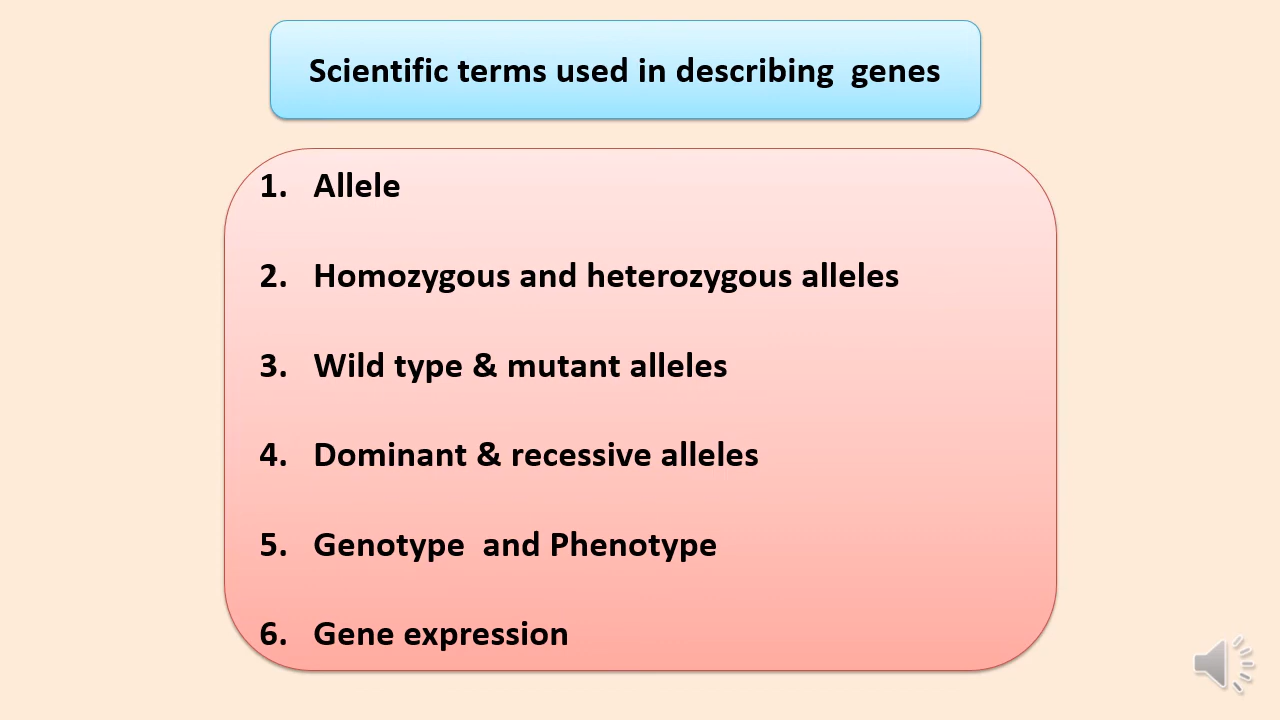 Scientific terms used in describing  genes
1. Allele
2. Homozygous and heterozygous alleles
3. Wild type & mutant alleles
4. Dominant & recessive alleles
5. Genotype  and Phenotype
6. Gene expression